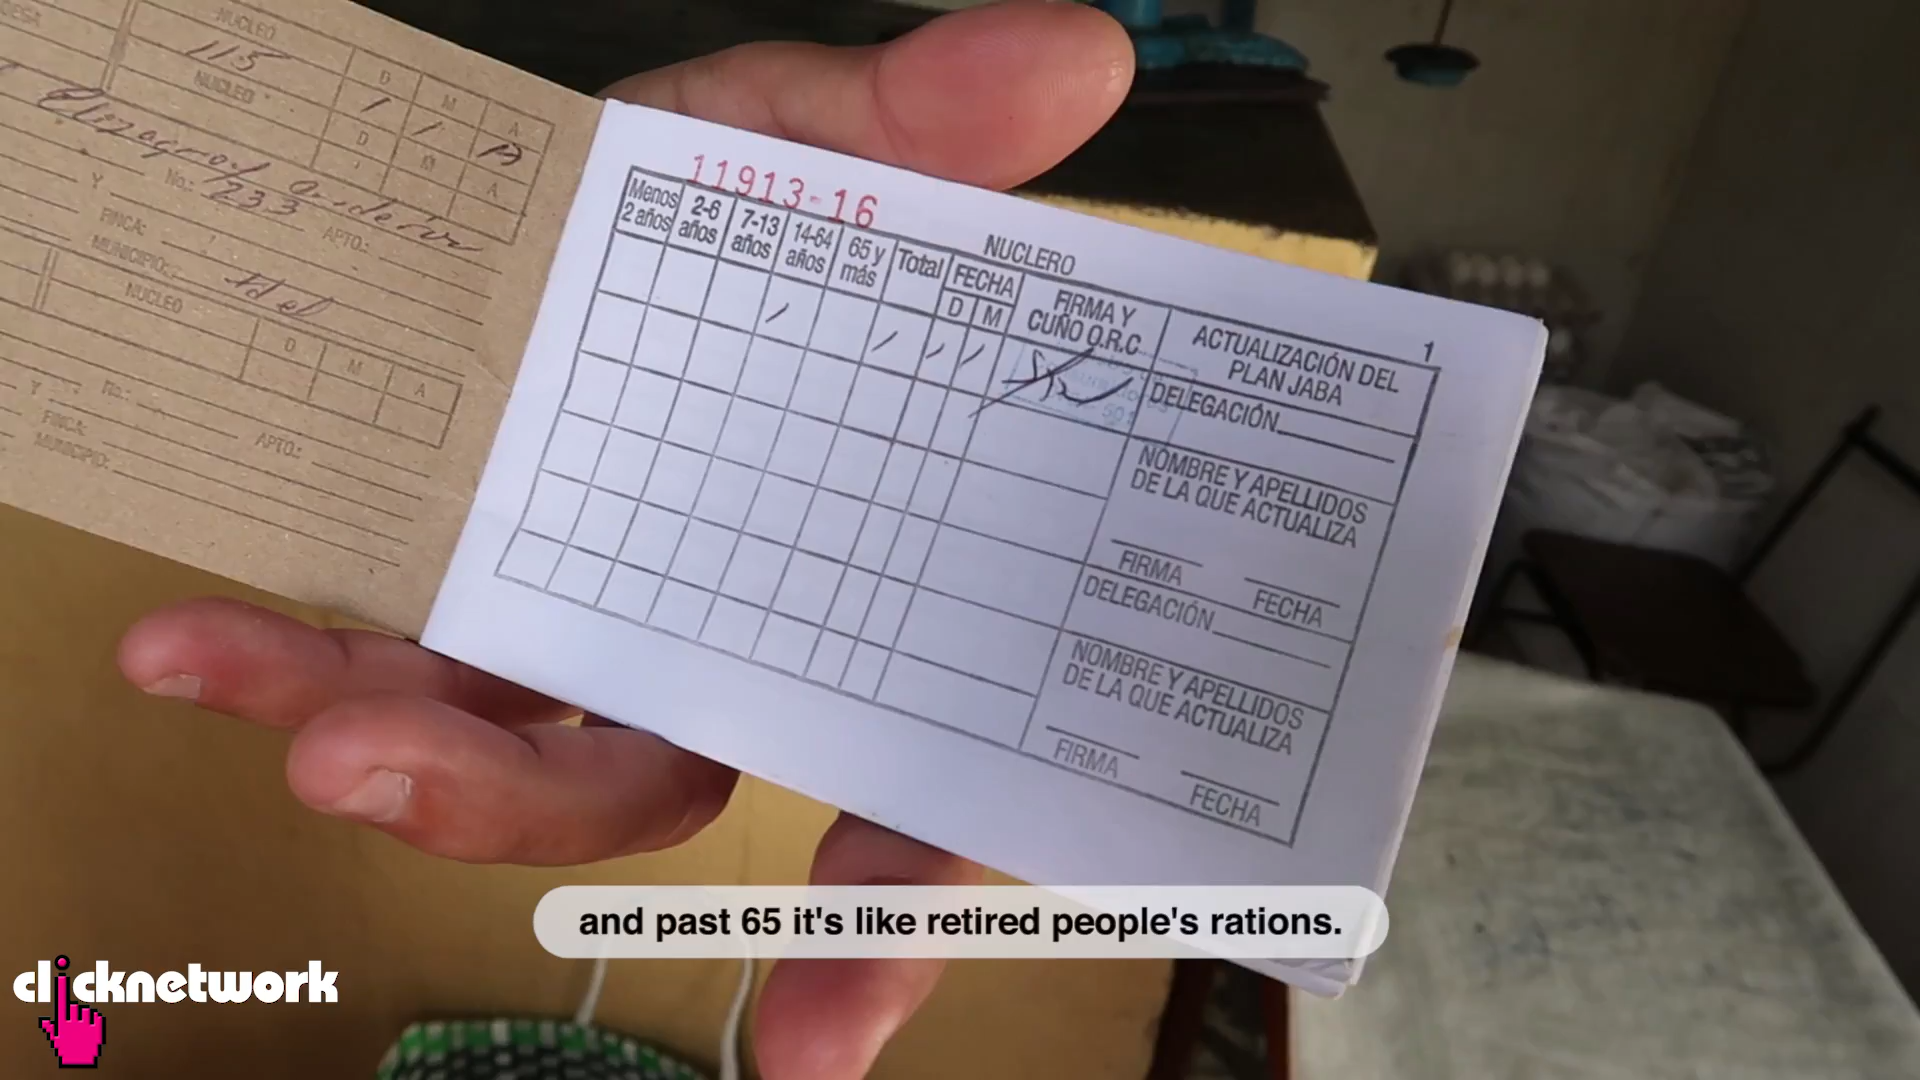 NUCLEO
115
D M A
NUCLEO
1 1 17
D M A
Y No.: 233 APTO.:
FINCA:
MUNICIPIO:
NUCLEO
D M A
Y No.: APTO.:
FINCA:
MUNICIPIO:
11913-16
NUCLERO
1
Menos 2 años
2-6 años
7-13 años
14-64 años
65 y más
Total
FECHA
D M
FIRMA Y
CUÑO O.R.C
ACTUALIZACIÓN DEL
PLAN JABA
DELEGACIÓN
NOMBRE Y APELLIDOS
DE LA QUE ACTUALIZA
FIRMA FECHA
DELEGACIÓN
NOMBRE Y APELLIDOS
DE LA QUE ACTUALIZA
FIRMA FECHA
and past 65 it's like retired people's rations.
clicknetwork